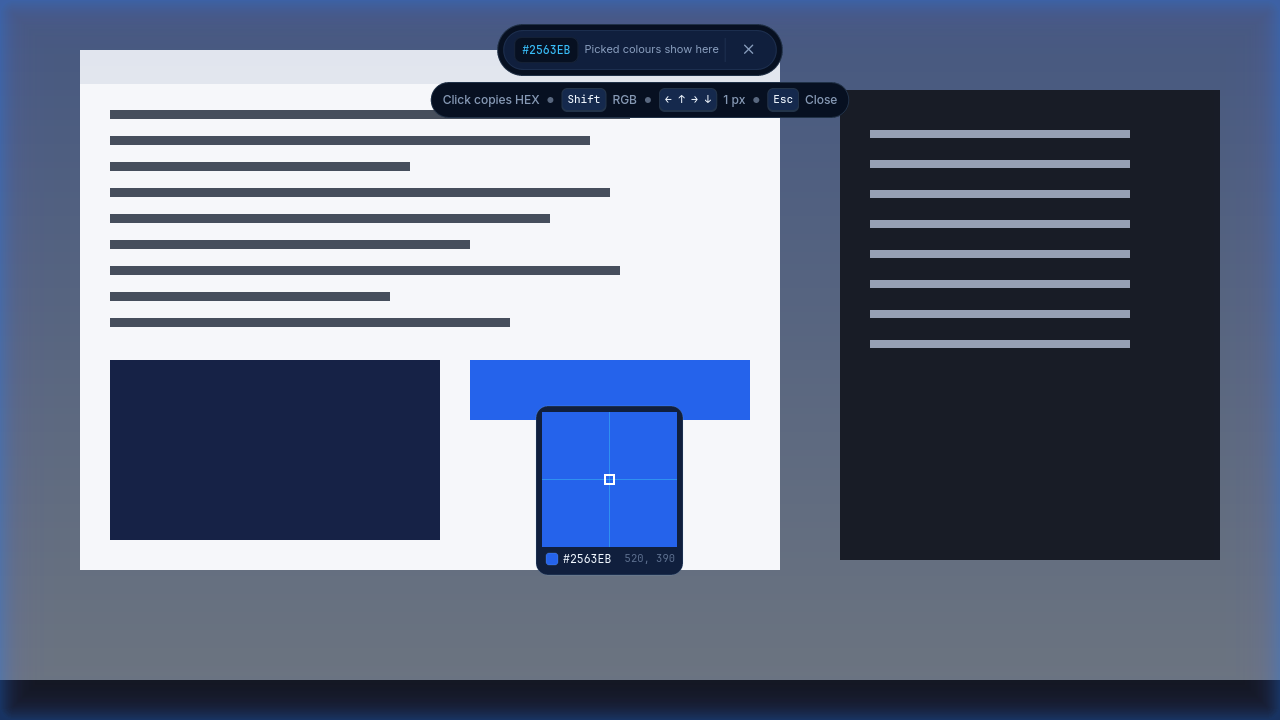 #2563EB Picked colours show here
Click copies HEX • Shift RGB • ← ↑ → ↓ 1 px • Esc Close
#2563EB 520, 390